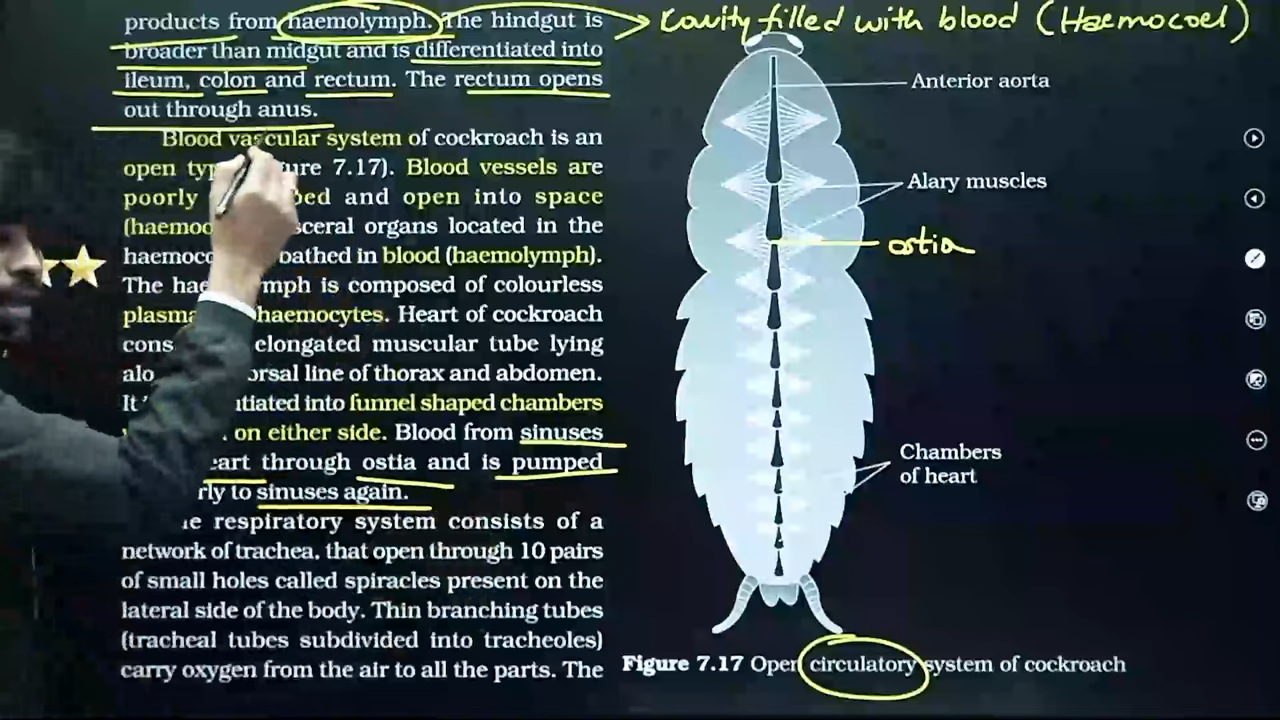 products from haemolymph. The hindgut is
broader than midgut and is differentiated into
ileum, colon and rectum. The rectum opens
out through anus.
Blood vascular system of cockroach is an
open ure 7.17). Blood vessels are
poorly and open into space
(haemoc sceral organs located in the
haemoc bathed in blood (haemolymph).
The hae mph is composed of colourless
plasma haemocytes. Heart of cockroach
cons elongated muscular tube lying
alo orsal line of thorax and abdomen.
It tiated into funnel shaped chambers
on either side. Blood from sinuses
eart through ostia and is pumped
rly to sinuses again.
e respiratory system consists of a
network of trachea, that open through 10 pairs
of small holes called spiracles present on the
lateral side of the body. Thin branching tubes
(tracheal tubes subdivided into tracheoles)
carry oxygen from the air to all the parts. The
Cavity filled with blood (Haemocoel)
Anterior aorta
Alary muscles
ostia
Chambers
of heart
Figure 7.17 Open circulatory system of cockroach